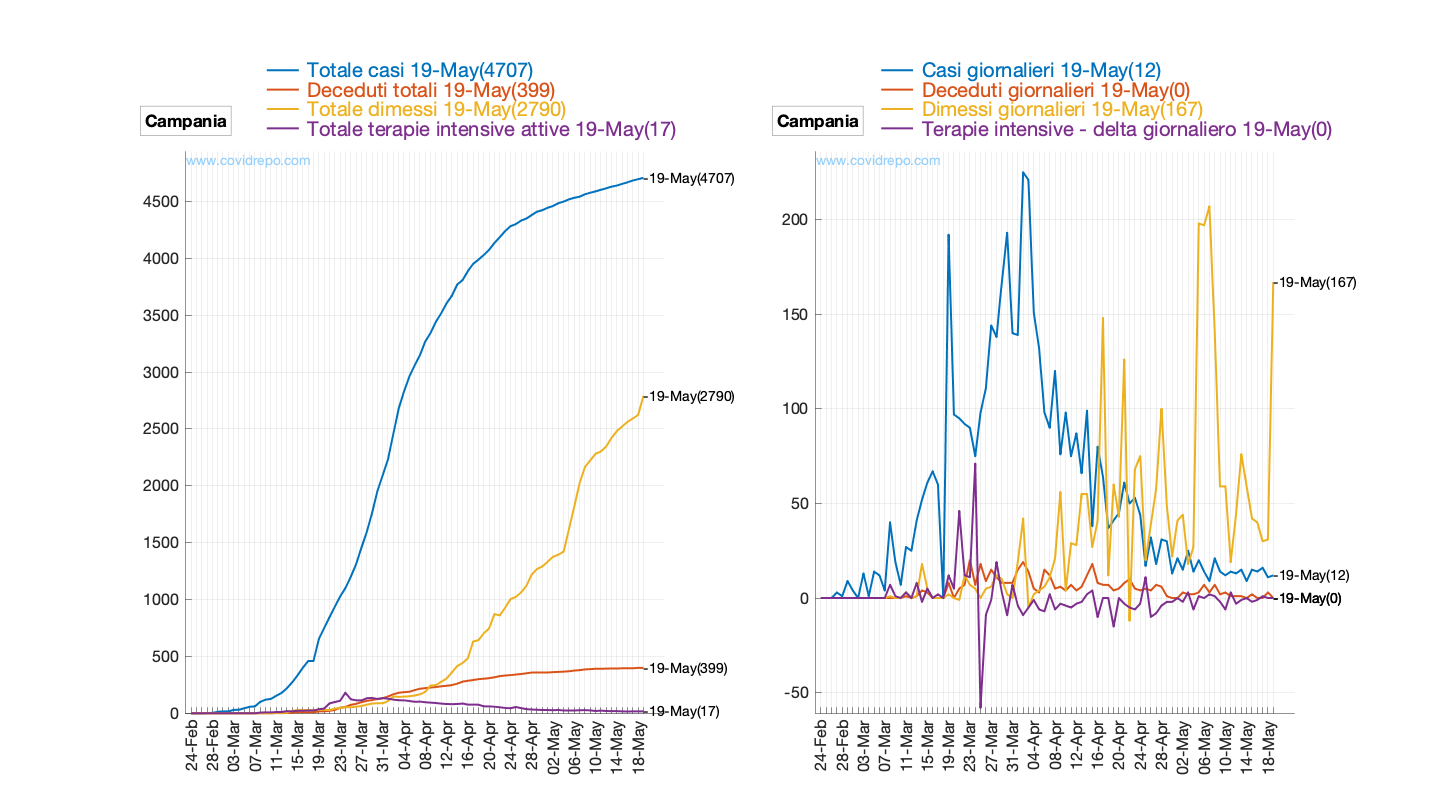 Totale casi 19-May(4707)
Deceduti totali 19-May(399)
Totale dimessi 19-May(2790)
Totale terapie intensive attive 19-May(17)
Campania
www.covidrepo.com
4500
4000
3500
3000
2500
2000
1500
1000
500
0
19-May(4707)
19-May(2790)
19-May(399)
19-May(17)
24-Feb
28-Feb
03-Mar
07-Mar
11-Mar
15-Mar
19-Mar
23-Mar
27-Mar
31-Mar
04-Apr
08-Apr
12-Apr
16-Apr
20-Apr
24-Apr
28-Apr
02-May
06-May
10-May
14-May
18-May
Casi giornalieri 19-May(12)
Deceduti giornalieri 19-May(0)
Dimessi giornalieri 19-May(167)
Terapie intensive - delta giornaliero 19-May(0)
Campania
www.covidrepo.com
200
150
100
50
0
-50
19-May(167)
19-May(12)
19-May(0)
24-Feb
28-Feb
03-Mar
07-Mar
11-Mar
15-Mar
19-Mar
23-Mar
27-Mar
31-Mar
04-Apr
08-Apr
12-Apr
16-Apr
20-Apr
24-Apr
28-Apr
02-May
06-May
10-May
14-May
18-May